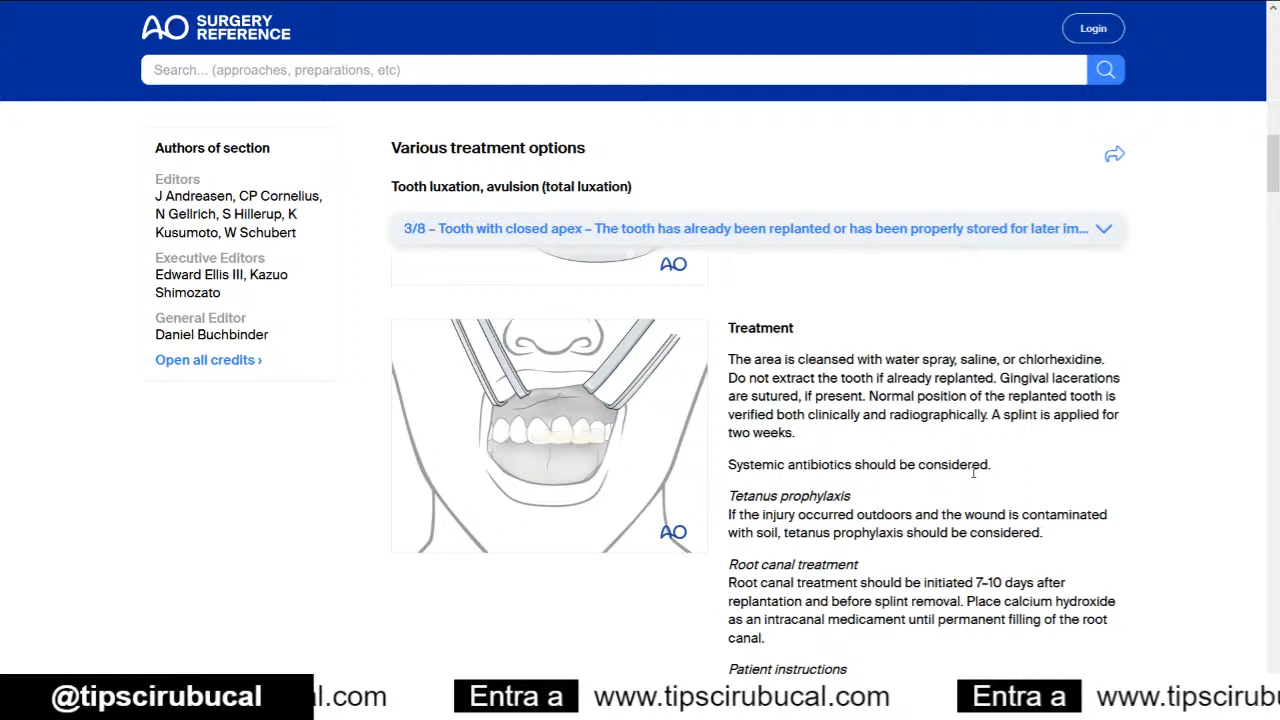 AO SURGERY
REFERENCE
Login
Search... (approaches, preparations, etc)
Authors of section
Editors
J Andreasen, CP Cornelius,
N Gellrich, S Hillerup, K
Kusumoto, W Schubert
Executive Editors
Edward Ellis III, Kazuo
Shimozato
General Editor
Daniel Buchbinder
Open all credits ›
Various treatment options
Tooth luxation, avulsion (total luxation)
3/8 – Tooth with closed apex – The tooth has already been replanted or has been properly stored for later im...
AO
AO
Treatment
The area is cleansed with water spray, saline, or chlorhexidine.
Do not extract the tooth if already replanted. Gingival lacerations
are sutured, if present. Normal position of the replanted tooth is
verified both clinically and radiographically. A splint is applied for
two weeks.
Systemic antibiotics should be considered.
Tetanus prophylaxis
If the injury occurred outdoors and the wound is contaminated
with soil, tetanus prophylaxis should be considered.
Root canal treatment
Root canal treatment should be initiated 7–10 days after
replantation and before splint removal. Place calcium hydroxide
as an intracanal medicament until permanent filling of the root
canal.
Patient instructions
@tipscirubucal l.com Entra a www.tipscirubucal.com Entra a www.tipscirubu